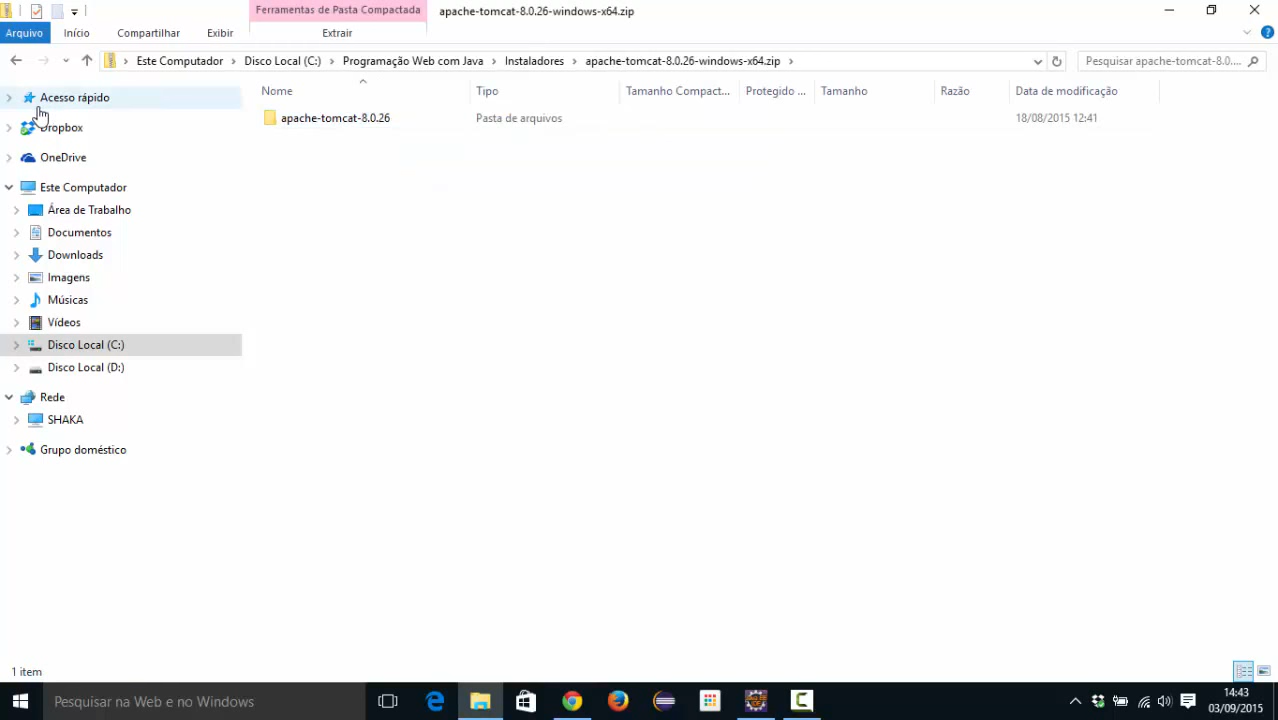 Ferramentas de Pasta Compactada
apache-tomcat-8.0.26-windows-x64.zip
Arquivo Início Compartilhar Exibir Extrair
Este Computador Disco Local (C:) Programação Web com Java Instaladores apache-tomcat-8.0.26-windows-x64.zip
Pesquisar apache-tomcat-8.0....
Nome Tipo Tamanho Compact... Protegido ... Tamanho Razão Data de modificação
apache-tomcat-8.0.26 Pasta de arquivos 18/08/2015 12:41
Acesso rápido
Dropbox
OneDrive
Este Computador
Área de Trabalho
Documentos
Downloads
Imagens
Músicas
Vídeos
Disco Local (C:)
Disco Local (D:)
Rede
SHAKA
Grupo doméstico
1 item
Pesquisar na Web e no Windows
14:43
03/09/2015